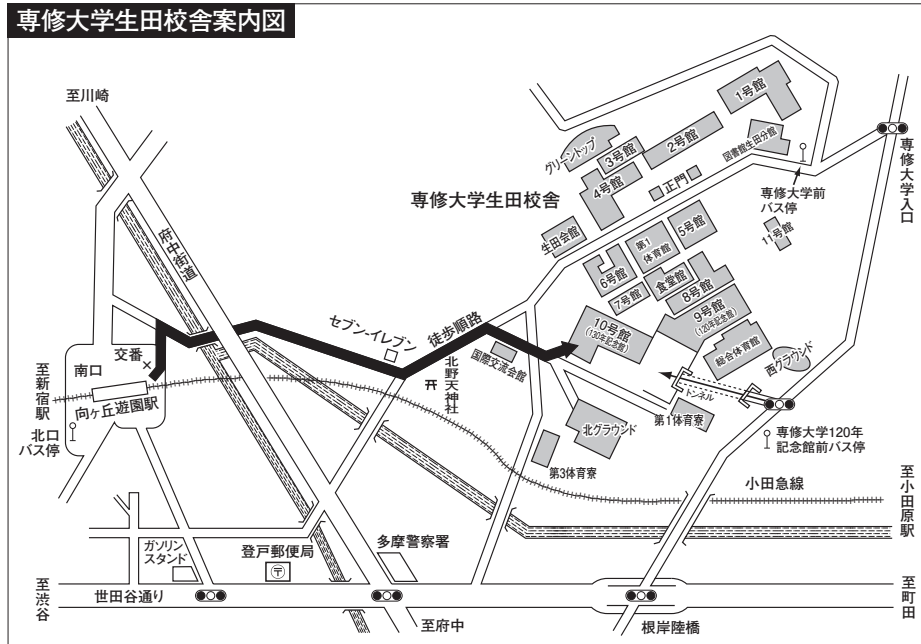 専修大学生田校舎案内図
至川崎
府中街道
1号館
2号館
図書館生田分館
グリーントップ
3号館
4号館
正門
専修大学生田校舎
生田会館
専修大学前
バス停
専修大学入口
11号館
5号館
第1
体育館
6号館
食堂館
7号館
8号館
9号館
(120年記念館)
10号館
(130年記念館)
総合体育館
西グラウンド
セブン-イレブン
徒歩順路
国際交流会館
北野天神社
交番
南口
向ヶ丘遊園駅
至新宿駅
北口
バス停
トンネル
第1体育寮
北グラウンド
第3体育寮
専修大学120年
記念館前バス停
小田急線
至小田原駅
ガソリン
スタンド
登戸郵便局
〒
多摩警察署
至渋谷
世田谷通り
至府中
根岸陸橋
至町田